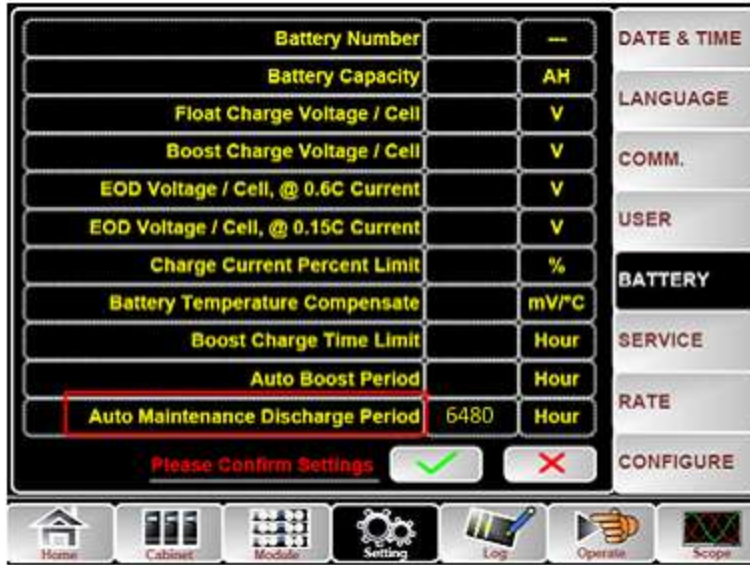 Battery Number ---
Battery Capacity AH
Float Charge Voltage / Cell V
Boost Charge Voltage / Cell V
EOD Voltage / Cell, @ 0.6C Current V
EOD Voltage / Cell, @ 0.15C Current V
Charge Current Percent Limit %
Battery Temperature Compensate mV/°C
Boost Charge Time Limit Hour
Auto Boost Period Hour
Auto Maintenance Discharge Period 6480 Hour
Please Confirm Settings
DATE & TIME
LANGUAGE
COMM.
USER
BATTERY
SERVICE
RATE
CONFIGURE
Home Cabinet Module Setting Log Operate Scope